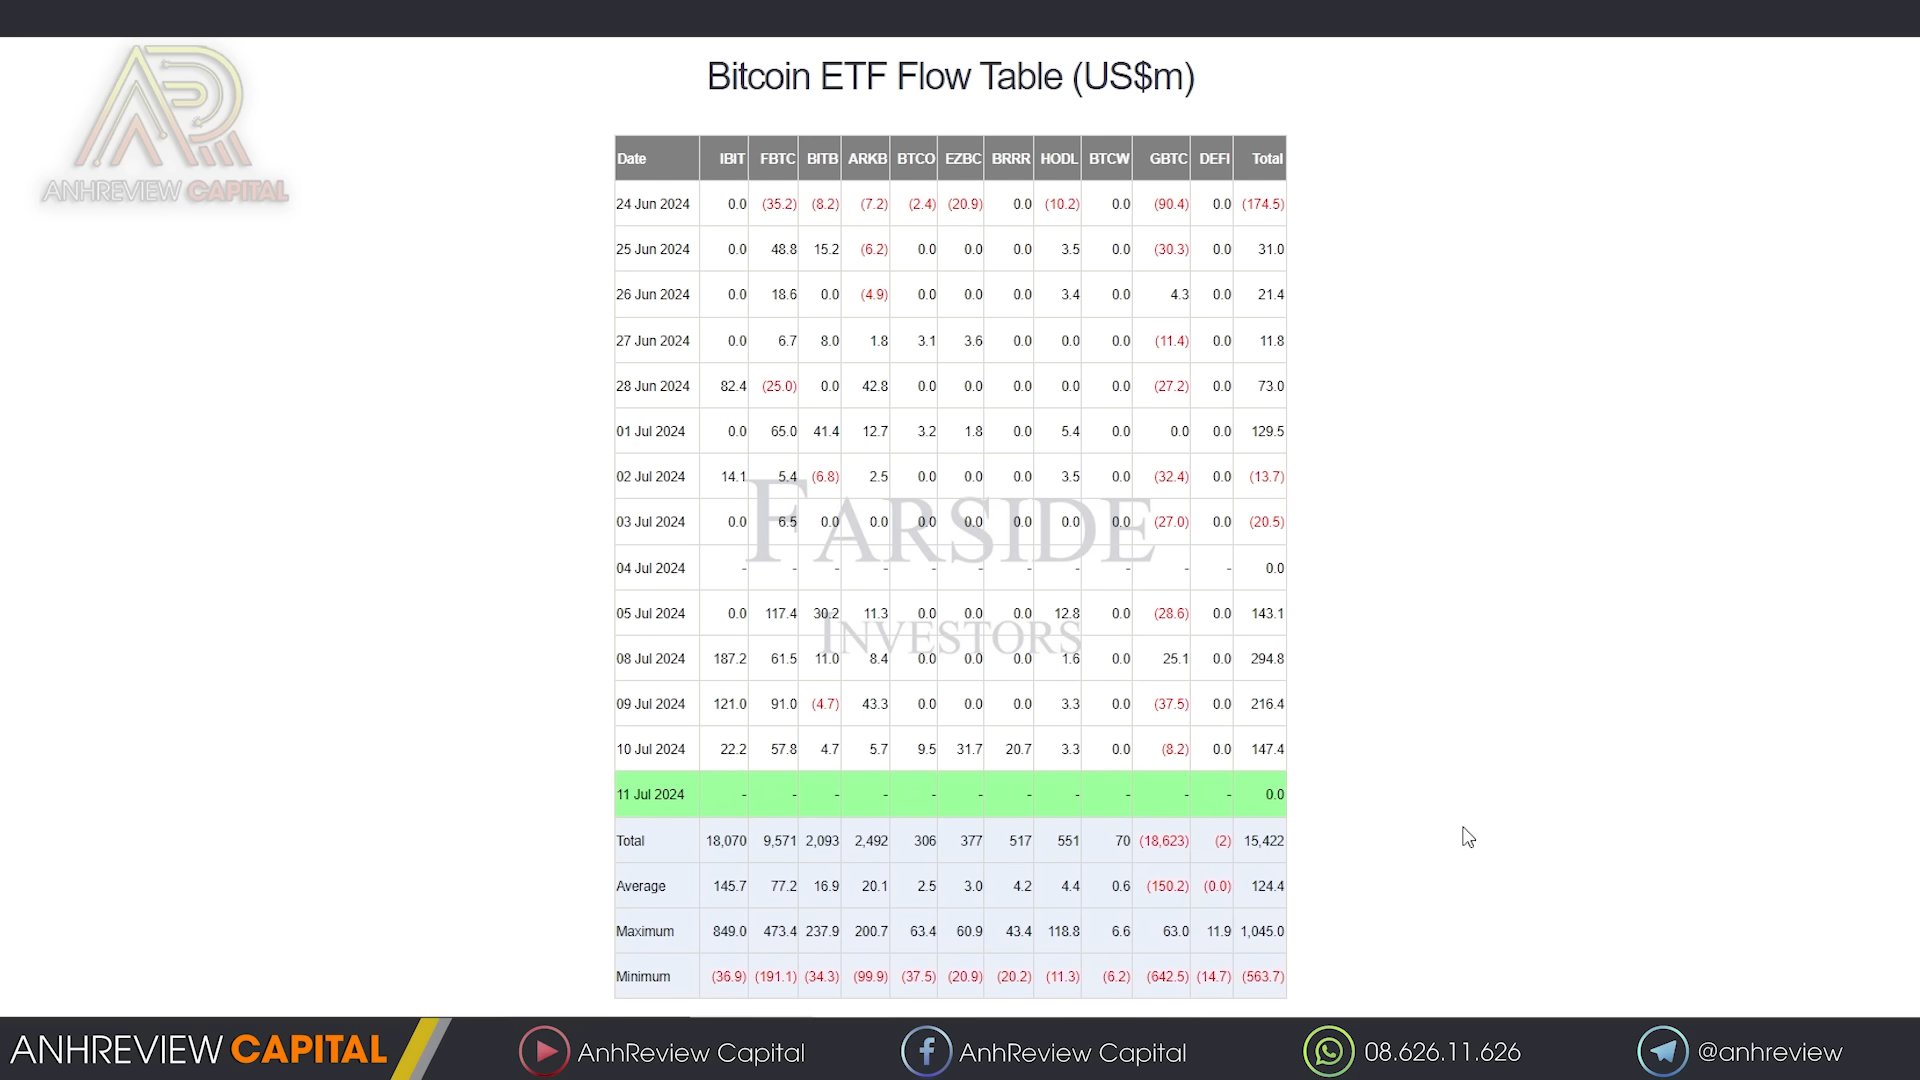 Bitcoin ETF Flow Table (US$m)
ANHREVIEW CAPITAL
Date IBIT FBTC BITB ARKB BTCO EZBC BRRR HODL BTCW GBTC DEFI Total
24 Jun 2024 0.0 (35.2) (8.2) (7.2) (2.4) (20.9) 0.0 (10.2) 0.0 (90.4) 0.0 (174.5)
25 Jun 2024 0.0 48.8 15.2 (6.2) 0.0 0.0 0.0 3.5 0.0 (30.3) 0.0 31.0
26 Jun 2024 0.0 18.6 0.0 (4.9) 0.0 0.0 0.0 3.4 0.0 4.3 0.0 21.4
27 Jun 2024 0.0 6.7 8.0 1.8 3.1 3.6 0.0 0.0 0.0 (11.4) 0.0 11.8
28 Jun 2024 82.4 (25.0) 0.0 42.8 0.0 0.0 0.0 0.0 0.0 (27.2) 0.0 73.0
01 Jul 2024 0.0 65.0 41.4 12.7 3.2 1.8 0.0 5.4 0.0 0.0 0.0 129.5
02 Jul 2024 14.1 5.4 (6.8) 2.5 0.0 0.0 0.0 3.5 0.0 (32.4) 0.0 (13.7)
03 Jul 2024 0.0 6.5 0.0 0.0 0.0 0.0 0.0 0.0 0.0 (27.0) 0.0 (20.5)
FARSIDE
04 Jul 2024 - - - - - - - - - - - 0.0
05 Jul 2024 0.0 117.4 30.2 11.3 0.0 0.0 0.0 12.8 0.0 (28.6) 0.0 143.1
INVESTORS
08 Jul 2024 187.2 61.5 11.0 8.4 0.0 0.0 0.0 1.6 0.0 25.1 0.0 294.8
09 Jul 2024 121.0 91.0 (4.7) 43.3 0.0 0.0 0.0 3.3 0.0 (37.5) 0.0 216.4
10 Jul 2024 22.2 57.8 4.7 5.7 9.5 31.7 20.7 3.3 0.0 (8.2) 0.0 147.4
11 Jul 2024 - - - - - - - - - - - 0.0
Total 18,070 9,571 2,093 2,492 306 377 517 551 70 (18,623) (2) 15,422
Average 145.7 77.2 16.9 20.1 2.5 3.0 4.2 4.4 0.6 (150.2) (0.0) 124.4
Maximum 849.0 473.4 237.9 200.7 63.4 60.9 43.4 118.8 6.6 63.0 11.9 1,045.0
Minimum (36.9) (191.1) (34.3) (99.9) (37.5) (20.9) (20.2) (11.3) (6.2) (642.5) (14.7) (563.7)
ANHREVIEW CAPITAL AnhReview Capital AnhReview Capital 08.626.11.626 @anhreview